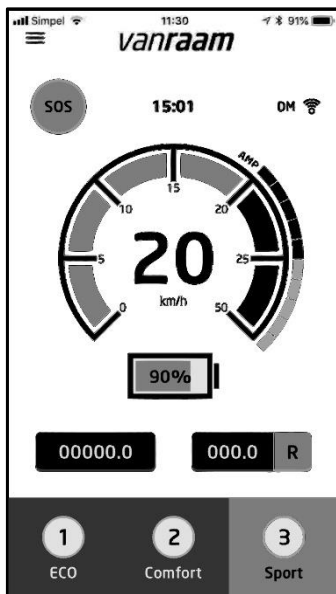 Simpel 11:30 91%
vanraam
SOS 15:01 0M
AMP
15
10 20
5 25
20
km/h
0 50
90%
00000.0 000.0 R
1 2 3
ECO Comfort Sport